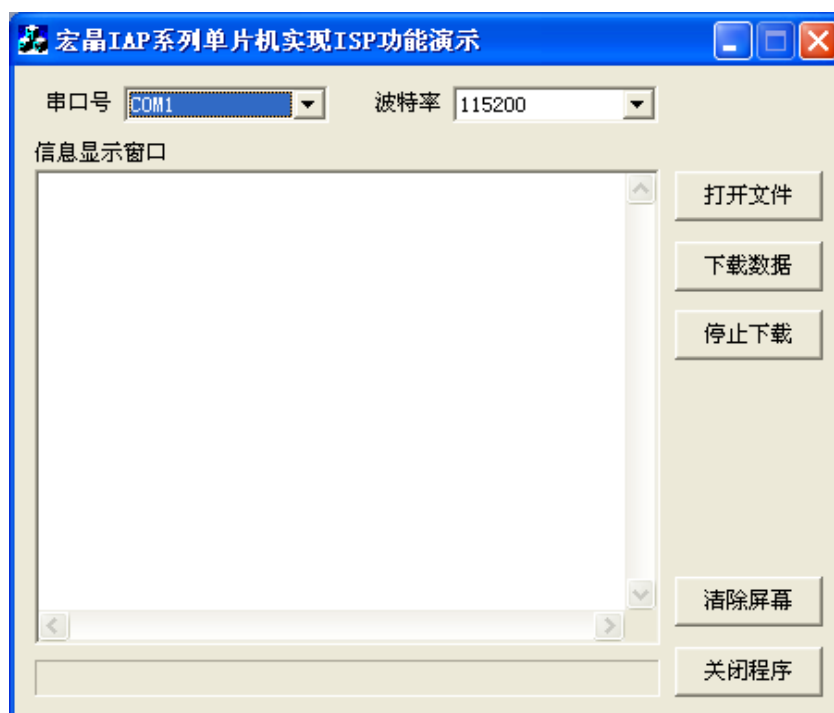 宏晶IAP系列单片机实现ISP功能演示
串口号 COM1 波特率 115200
信息显示窗口
打开文件
下载数据
停止下载
清除屏幕
关闭程序